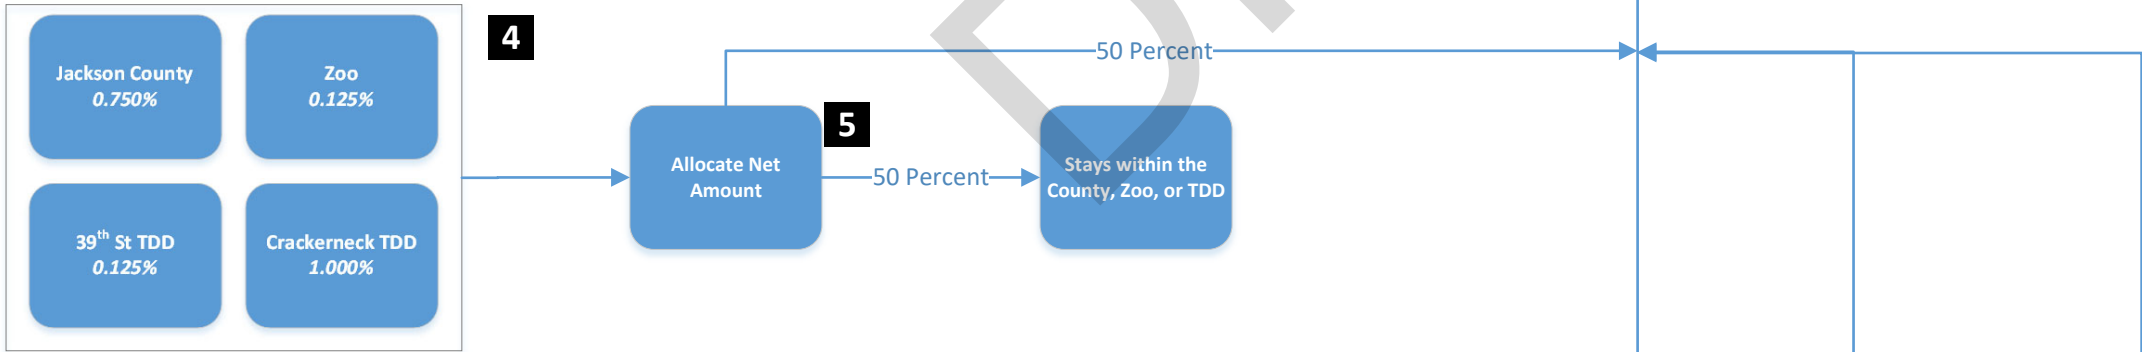 Jackson County
0.750%
Zoo
0.125%
39th St TDD
0.125%
Crackerneck TDD
1.000%
4
Allocate Net
Amount
5
50 Percent
50 Percent
Stays within the
County, Zoo, or TDD